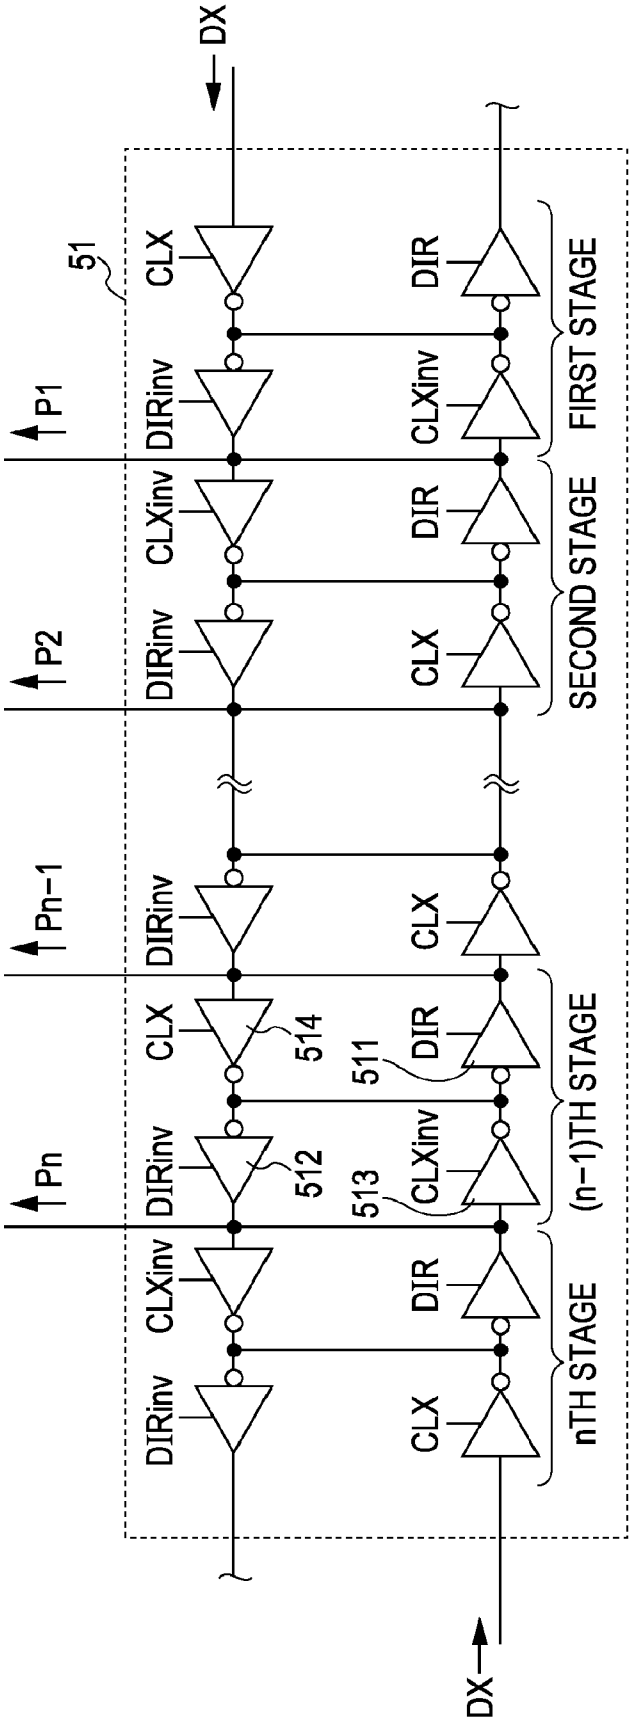 Pn
Pn−1
P2
P1
51
DIRinv
CLXinv
DIRinv
CLX
DIRinv
DIRinv
CLXinv
DIRinv
CLX
DX
512
514
513
511
CLX
DIR
CLXinv
DIR
CLX
CLX
DIR
CLXinv
DIR
DX
nTH STAGE
(n−1)TH STAGE
SECOND STAGE
FIRST STAGE